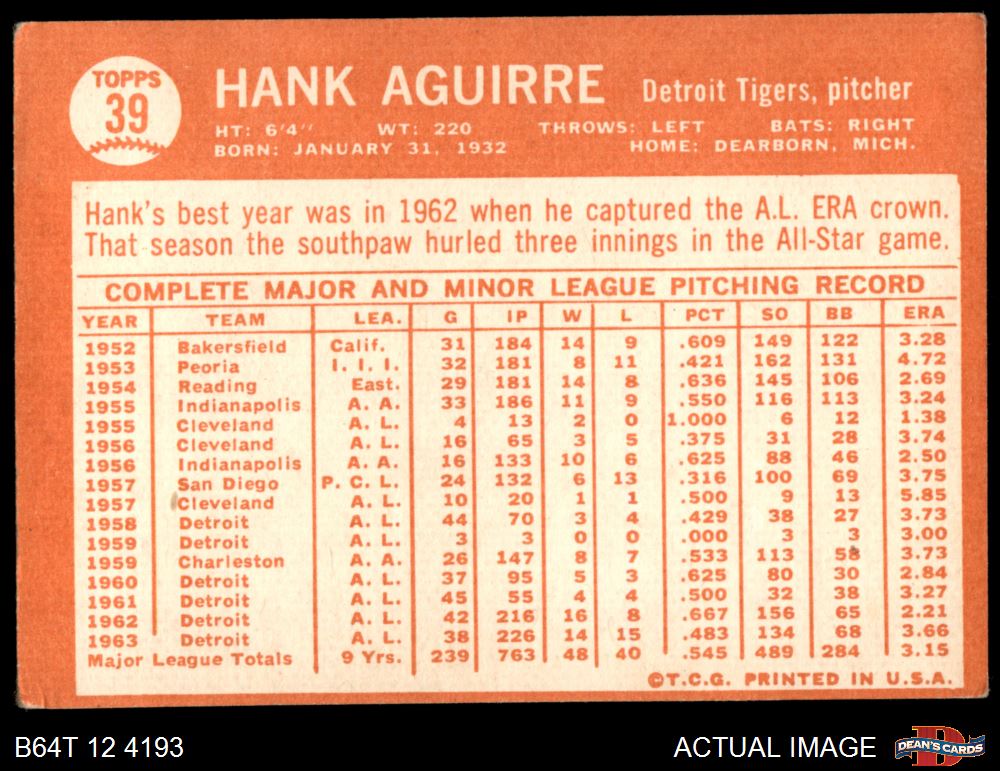 TOPPS
39
HANK AGUIRRE Detroit Tigers, pitcher
HT: 6'4" WT: 220 THROWS: LEFT BATS: RIGHT
BORN: JANUARY 31, 1932 HOME: DEARBORN, MICH.
Hank's best year was in 1962 when he captured the A.L. ERA crown.
That season the southpaw hurled three innings in the All-Star game.
COMPLETE MAJOR AND MINOR LEAGUE PITCHING RECORD
YEAR TEAM LEA. G IP W L PCT SO BB ERA
1952 Bakersfield Calif. 31 184 14 9 .609 149 122 3.28
1953 Peoria I. I. I. 32 181 8 11 .421 162 131 4.72
1954 Reading East. 29 181 14 8 .636 145 106 2.69
1955 Indianapolis A. A. 33 186 11 9 .550 116 113 3.24
1955 Cleveland A. L. 4 13 2 0 1.000 6 12 1.38
1956 Cleveland A. L. 16 65 3 5 .375 31 28 3.74
1956 Indianapolis A. A. 16 133 10 6 .625 88 46 2.50
1957 San Diego P. C. L. 24 132 6 13 .316 100 69 3.75
1957 Cleveland A. L. 10 20 1 1 .500 9 13 5.85
1958 Detroit A. L. 44 70 3 4 .429 38 27 3.73
1959 Detroit A. L. 3 3 0 0 .000 3 3 3.00
1959 Charleston A. A. 26 147 8 7 .533 113 58 3.73
1960 Detroit A. L. 37 95 5 3 .625 80 30 2.84
1961 Detroit A. L. 45 55 4 4 .500 32 38 3.27
1962 Detroit A. L. 42 216 16 8 .667 156 65 2.21
1963 Detroit A. L. 38 226 14 15 .483 134 68 3.66
Major League Totals 9 Yrs. 239 763 48 40 .545 489 284 3.15
©T.C.G. PRINTED IN U.S.A.
B64T 12 4193 ACTUAL IMAGE DEAN'S CARDS